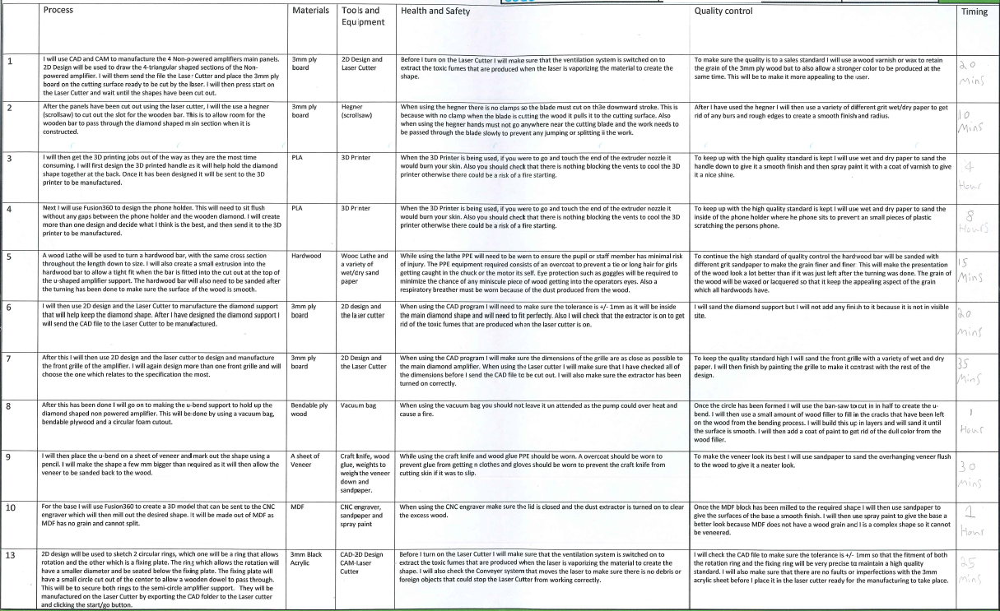 Process
Materials
Tools and
Equipment
Health and Safety
Quality control
Timing
1
I will use CAD and CAM to manufacture the 4 Non-powered amplifiers main panels.
2D Design will be used to draw the 4-triangular shaped sections of the Non-
powered amplifier. I will them send the file the Laser Cutter and place the 3mm ply
board on the cutting surface ready to be cut by the laser. I will then press start on
the Laser Cutter and wait until the shapes have been cut out.
3mm ply
board
2D Design and
Laser Cutter
Before I turn on the Laser Cutter I will make sure that the ventilation system is switched on to
extract the toxic fumes that are produced when the laser is vaporizing the material to create the
shape.
To make sure the quality is to a sales standard I will use a wood varnish or wax to retain
the grain of the 3mm ply wood but to also allow a stronger color to be produced at the
same time. This will be to make it more appealing to the user.
20
Mins
2
After the panels have been cut out using the laser cutter, I will the use a hegner
(scrollsaw) to cut out the slot for the wooden bar. This is to allow room for the
wooden bar to pass through the diamond shaped main section when it is
constructed.
3mm ply
board
Hegner
(scrollsaw)
When using the hegner there is no clamps so the blade must cut on th3e downward stroke. This is
because with no clamp when the blade is cutting the wood it pulls it to the cutting surface. Also
when using the hegner hands must not go anywhere near the cutting blade and the work needs to
be passed through the blade slowly to prevent any jumping or splitting ii the work.
After I have used the hegner I will then use a variety of different grit wet/dry paper to get
rid of any burs and rough edges to create a smooth finish and radius.
10
Mins
3
I will then get the 3D printing jobs out of the way as they are the most time
consuming. I will first design the 3D printed handle as it will help hold the diamond
shape together at the back. Once it has been designed it will be sent to the 3D
printer to be manufactured.
PLA
3D Printer
When the 3D Printer is being used, if you were to go and touch the end of the extruder nozzle it
would burn your skin. Also you should check that there is nothing blocking the vents to cool the 3D
printer otherwise there could be a risk of a fire starting.
To keep up with the high quality standard is kept I will use wet and dry paper to sand the
handle down to give it a smooth finish and then spray paint it with a coat of varnish to give
it a nice shine.
4
Hour
4
Next I will use Fusion360 to design the phone holder. This will need to sit flush
without any gaps between the phone holder and the wooden diamond. I will create
more than one design and decide what I think is the best, and then send it to the 3D
printer to be manufactured.
PLA
3D Printer
When the 3D Printer is being used, if you were to go and touch the end of the extruder nozzle it
would burn your skin. Also you should check that there is nothing blocking the vents to cool the 3D
printer otherwise there could be a risk of a fire starting.
To keep up with the high quality standard is kept I will use wet and dry paper to sand the
inside of the phone holder where he phone sits to prevert an small pieces of plastic
scratching the persons phone.
8
Hours
5
A wood Lathe will be used to turn a hardwood bar, with the same cross section
throughout the length down to size. I will also create a small extrusion into the
hardwood bar to allow a tight fit when the bar is fitted into the cut out at the top of
the u-shaped amplifier support. The hardwood bar will also need to be sanded after
the turning has been done to make sure the surface of the wood is smooth.
Hardwood
Wooc Lathe and
a variety of
wet/dry sand
paper
While using the lathe PPE will need to be worn to ensure the pupil or staff member has minimal risk
of injury. The PPE equipment required consists of an overcoat to prevent a tie or long hair for girls
getting caught in the chuck or the motor its self. Eye protection such as goggles will be required to
minimize the chance of any miniscule piece of wood getting into the operators eyes. Also a
respiratory breather must be worn because of the dust produced from the wood.
To continue the high standard of quality control the hardwood bar will be sanded with
different grit sandpaper to make the grain finer and finer This will make the presentation
of the wood look a lot better than if it was just left after the turning was done. The grain of
the wood will be waxed or lacquered so that it keep the appealing aspect of the grain
which all hardwoods have.
15
Mins
6
I will then use 2D design and the Laser Cutter to manufacture the diamond support
that will help keep the diamond shape. After I have designed the diamond support I
will send the CAD file to the Laser Cutter to be manufactured.
3mm ply
board
2D design and
the laser cutter
When using the CAD program I will need to make sure the tolerance is +/- 1mm as it will be inside
the main diamond shape and will need to fit perfectly. Also I will check that the extractor is on to get
rid of the toxic fumes that are produced when the laser cutter is on.
I will sand the diamond support but I will not add any finish to it because it is not in visible
site.
20
Mins
7
After this I will then use 2D design and the laser cutter to design and manufacture
the front grille of the amplifier. I will again design more than one front grille and will
choose the one which relates to the specification the most.
3mm ply
board
2D Design and
the Laser Cutter
When using the CAD program I will make sure the dimensions of the grille are as close as possible to
the main diamond amplifier. When using the Laser cutter I will make sure that I have checked all of
the dimensions before I send the CAD file to be cut out. I will also make sure the extractor has been
turned on correctly.
To keep the quality standard high I will sand the front grille with a variety of wet and dry
paper. I will then finish by painting the grille to make it contrast with the rest of the
design.
35
Mins
8
After this has been done I will go on to making the u-bend support to hold up the
diamond shaped non powered amplifier. This will be done by using a vacuum bag,
bendable plywood and a circular foam cutout.
Bendable ply
wood
Vacuum bag
When using the vacuum bag you should not leave it un attended as the pump could over heat and
cause a fire.
Once the circle has been formed I will use the ban-saw to cut in in half to create the u-
bend. I will then use a small amount of wood filler to fill in the cracks that have been left
on the wood from the bending process. I will build this up in layers and will sand it until
the surface is smooth. I will then add a coat of paint to get rid of the dull color from the
wood filler.
1
Hour
9
I will then place the u-bend on a sheet of veneer and mark out the shape using a
pencil. I will make the shape a few mm bigger than required as it will then allow the
veneer to be sanded back to the wood.
A sheet of
Veneer
Craft knife, wood
glue, weights to
weigh the veneer
down and
sandpaper.
While using the craft knife and wood glue PPE should be worn. A overcoat should be worn to
prevent glue from getting n clothes and gloves should be worn to prevent the craft knife from
cutting skin if it was to slip.
To make the veneer look its best I will use sandpaper to sand the overhanging veneer flush
to the wood to give it a neater look.
30
Mins
10
For the base I will use Fusion360 to create a 3D model that can be sent to the CNC
engraver which will then mill out the desired shape. It will be made out of MDF as
MDF has no grain and cannot split.
MDF
CNC engraver,
sandpaper and
spray paint
When using the CNC engraver make sure the lid is closed and the dust extractor is turned on to clear
the excess wood.
Once the MDF block has been milled to the required shape I will then use sandpaper to
give the surfaces of the base a smooth finish. I will then use spray paint to give the base a
better look because MDF does not have a wood grain and I is a complex shape so it cannot
be veneered.
1
Hour
13
2D design will be used to sketch 2 circular rings, which one will be a ring that allows
rotation and the other which is a fixing plate. The ring which allows the rotation will
have a smaller diameter and be seated below the fixing plate. The fixing plate will
have a small circle cut out of the center to allow a wooden dowel to pass through.
This will be to secure both rings to the semi-circle amplifier support. They will be
manufactured on the Laser Cutter by exporting the CAD folder to the Laser cutter
and clicking the start/go button.
3mm Black
Acrylic
CAD-2D Design
CAM-Laser
Cutter
Before I turn on the Laser Cutter I will make sure that the ventilation system is switched on to
extract the toxic fumes that are produced when the laser is vaporizing the material to create the
shape. I will also check the Conveyer system that moves the laser to make sure there is no debris or
foreign objects that could stop the Laser Cutter from working correctly.
I will check the CAD file to make sure the tolerance is +/- 1mm so that the fitment of both
the rotation ring and the fixing ring will be very precise to maintain a high quality
standard. I will also make sure that there are no faults or imperfections with the 3mm
acrylic sheet before I place it in the laser cutter ready for the manufacturing to take place.
25
Mins